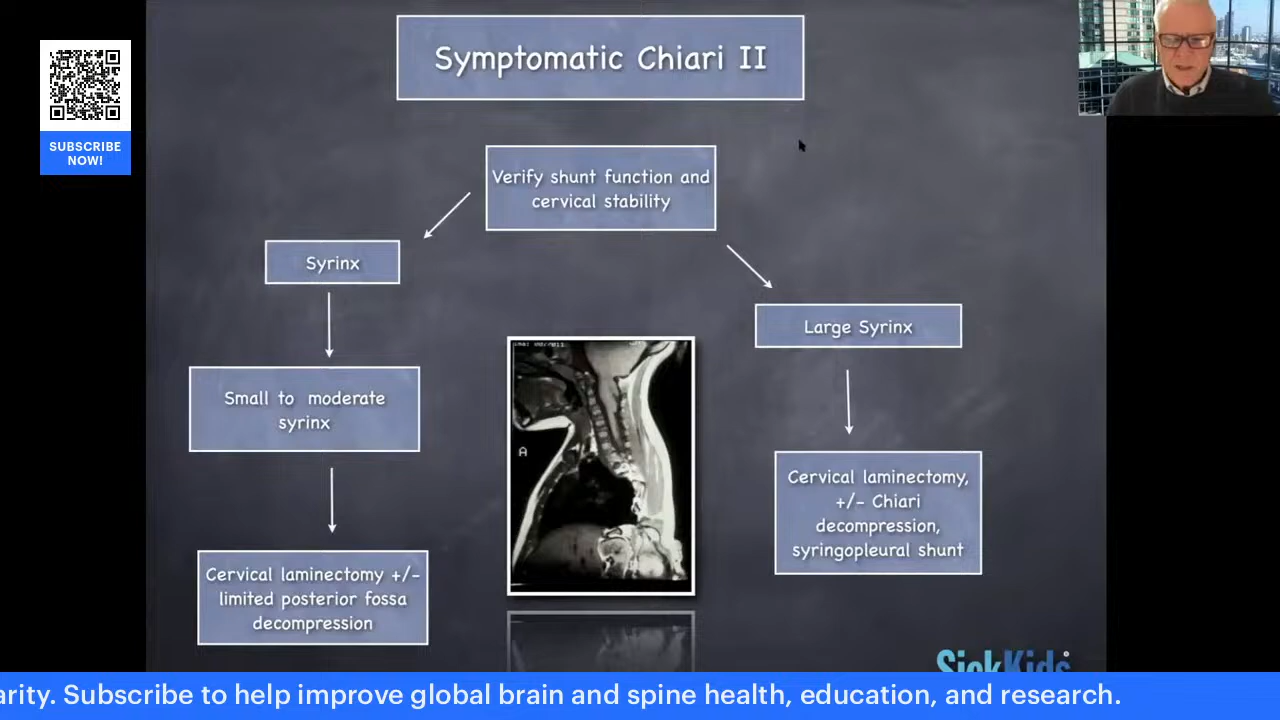 Symptomatic Chiari II
SUBSCRIBE
NOW!
Verify shunt function and
cervical stability
Syrinx
Large Syrinx
Small to moderate
syrinx
A
Cervical laminectomy,
+/- Chiari
decompression,
syringopleural shunt
Cervical laminectomy +/-
limited posterior fossa
decompression
SickKids
arity. Subscribe to help improve global brain and spine health, education, and research.